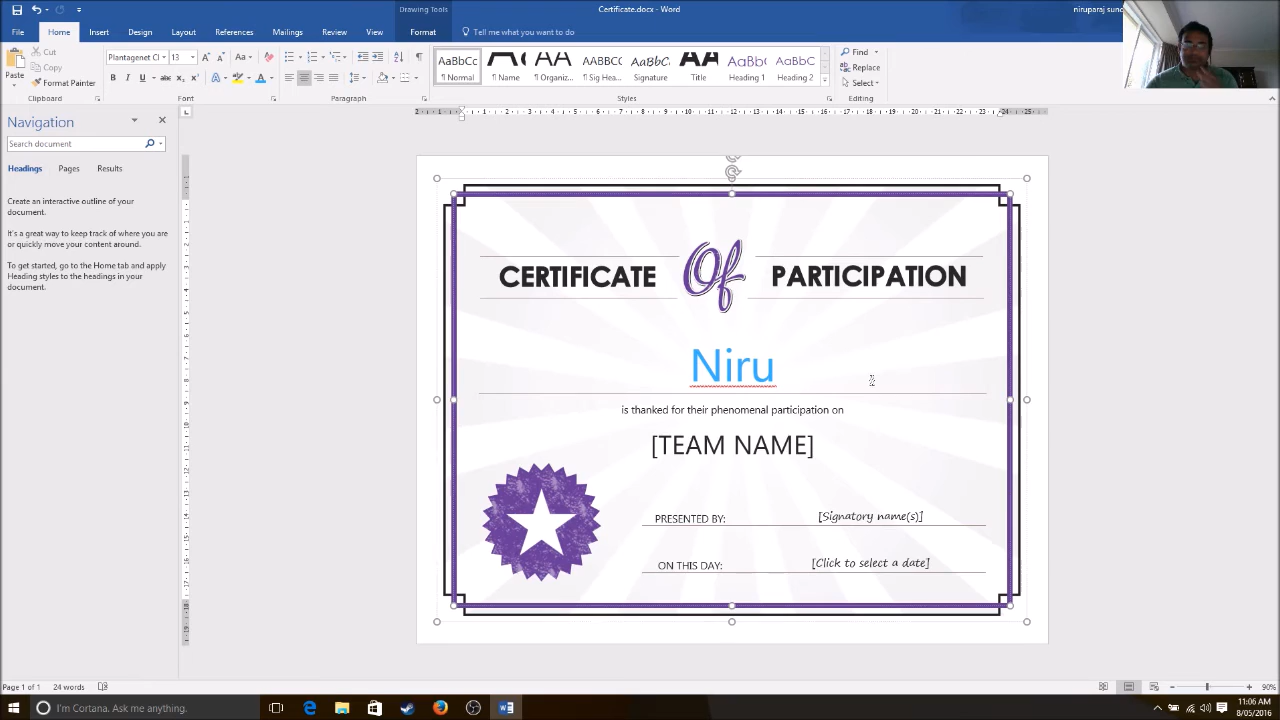 Drawing Tools
Certificate.docx - Word
File
Home
Insert
Design
Layout
References
Mailings
Review
View
Format
Tell me what you want to do
Paste
Cut
Copy
Format Painter
Clipboard
Plantagenet
13
Font
Paragraph
AaBbCc
¶ Normal
¶ Name
¶ Organiz...
¶ Sig Hea...
Signature
Title
Heading 1
Heading 2
Styles
Find
Replace
Select
Editing
Navigation
Search document
Headings
Pages
Results
Create an interactive outline of your
document.
It's a great way to keep track of where you are
or quickly move your content around.
To get started, go to the Home tab and apply
Heading styles to the headings in your
document.
CERTIFICATE Of PARTICIPATION
Niru
is thanked for their phenomenal participation on
[TEAM NAME]
PRESENTED BY: [Signatory name(s)]
ON THIS DAY: [Click to select a date]
Page 1 of 1
24 words
90%
I'm Cortana. Ask me anything.
11:06 AM
8/05/2016